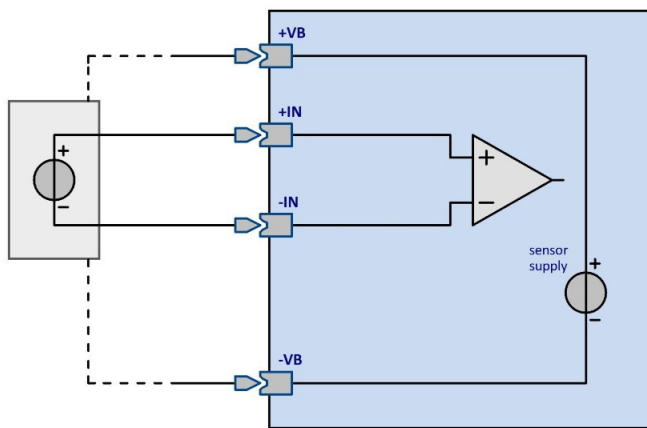 +VB
+IN
+
+
−
-IN
−
sensor
supply
+
−
-VB